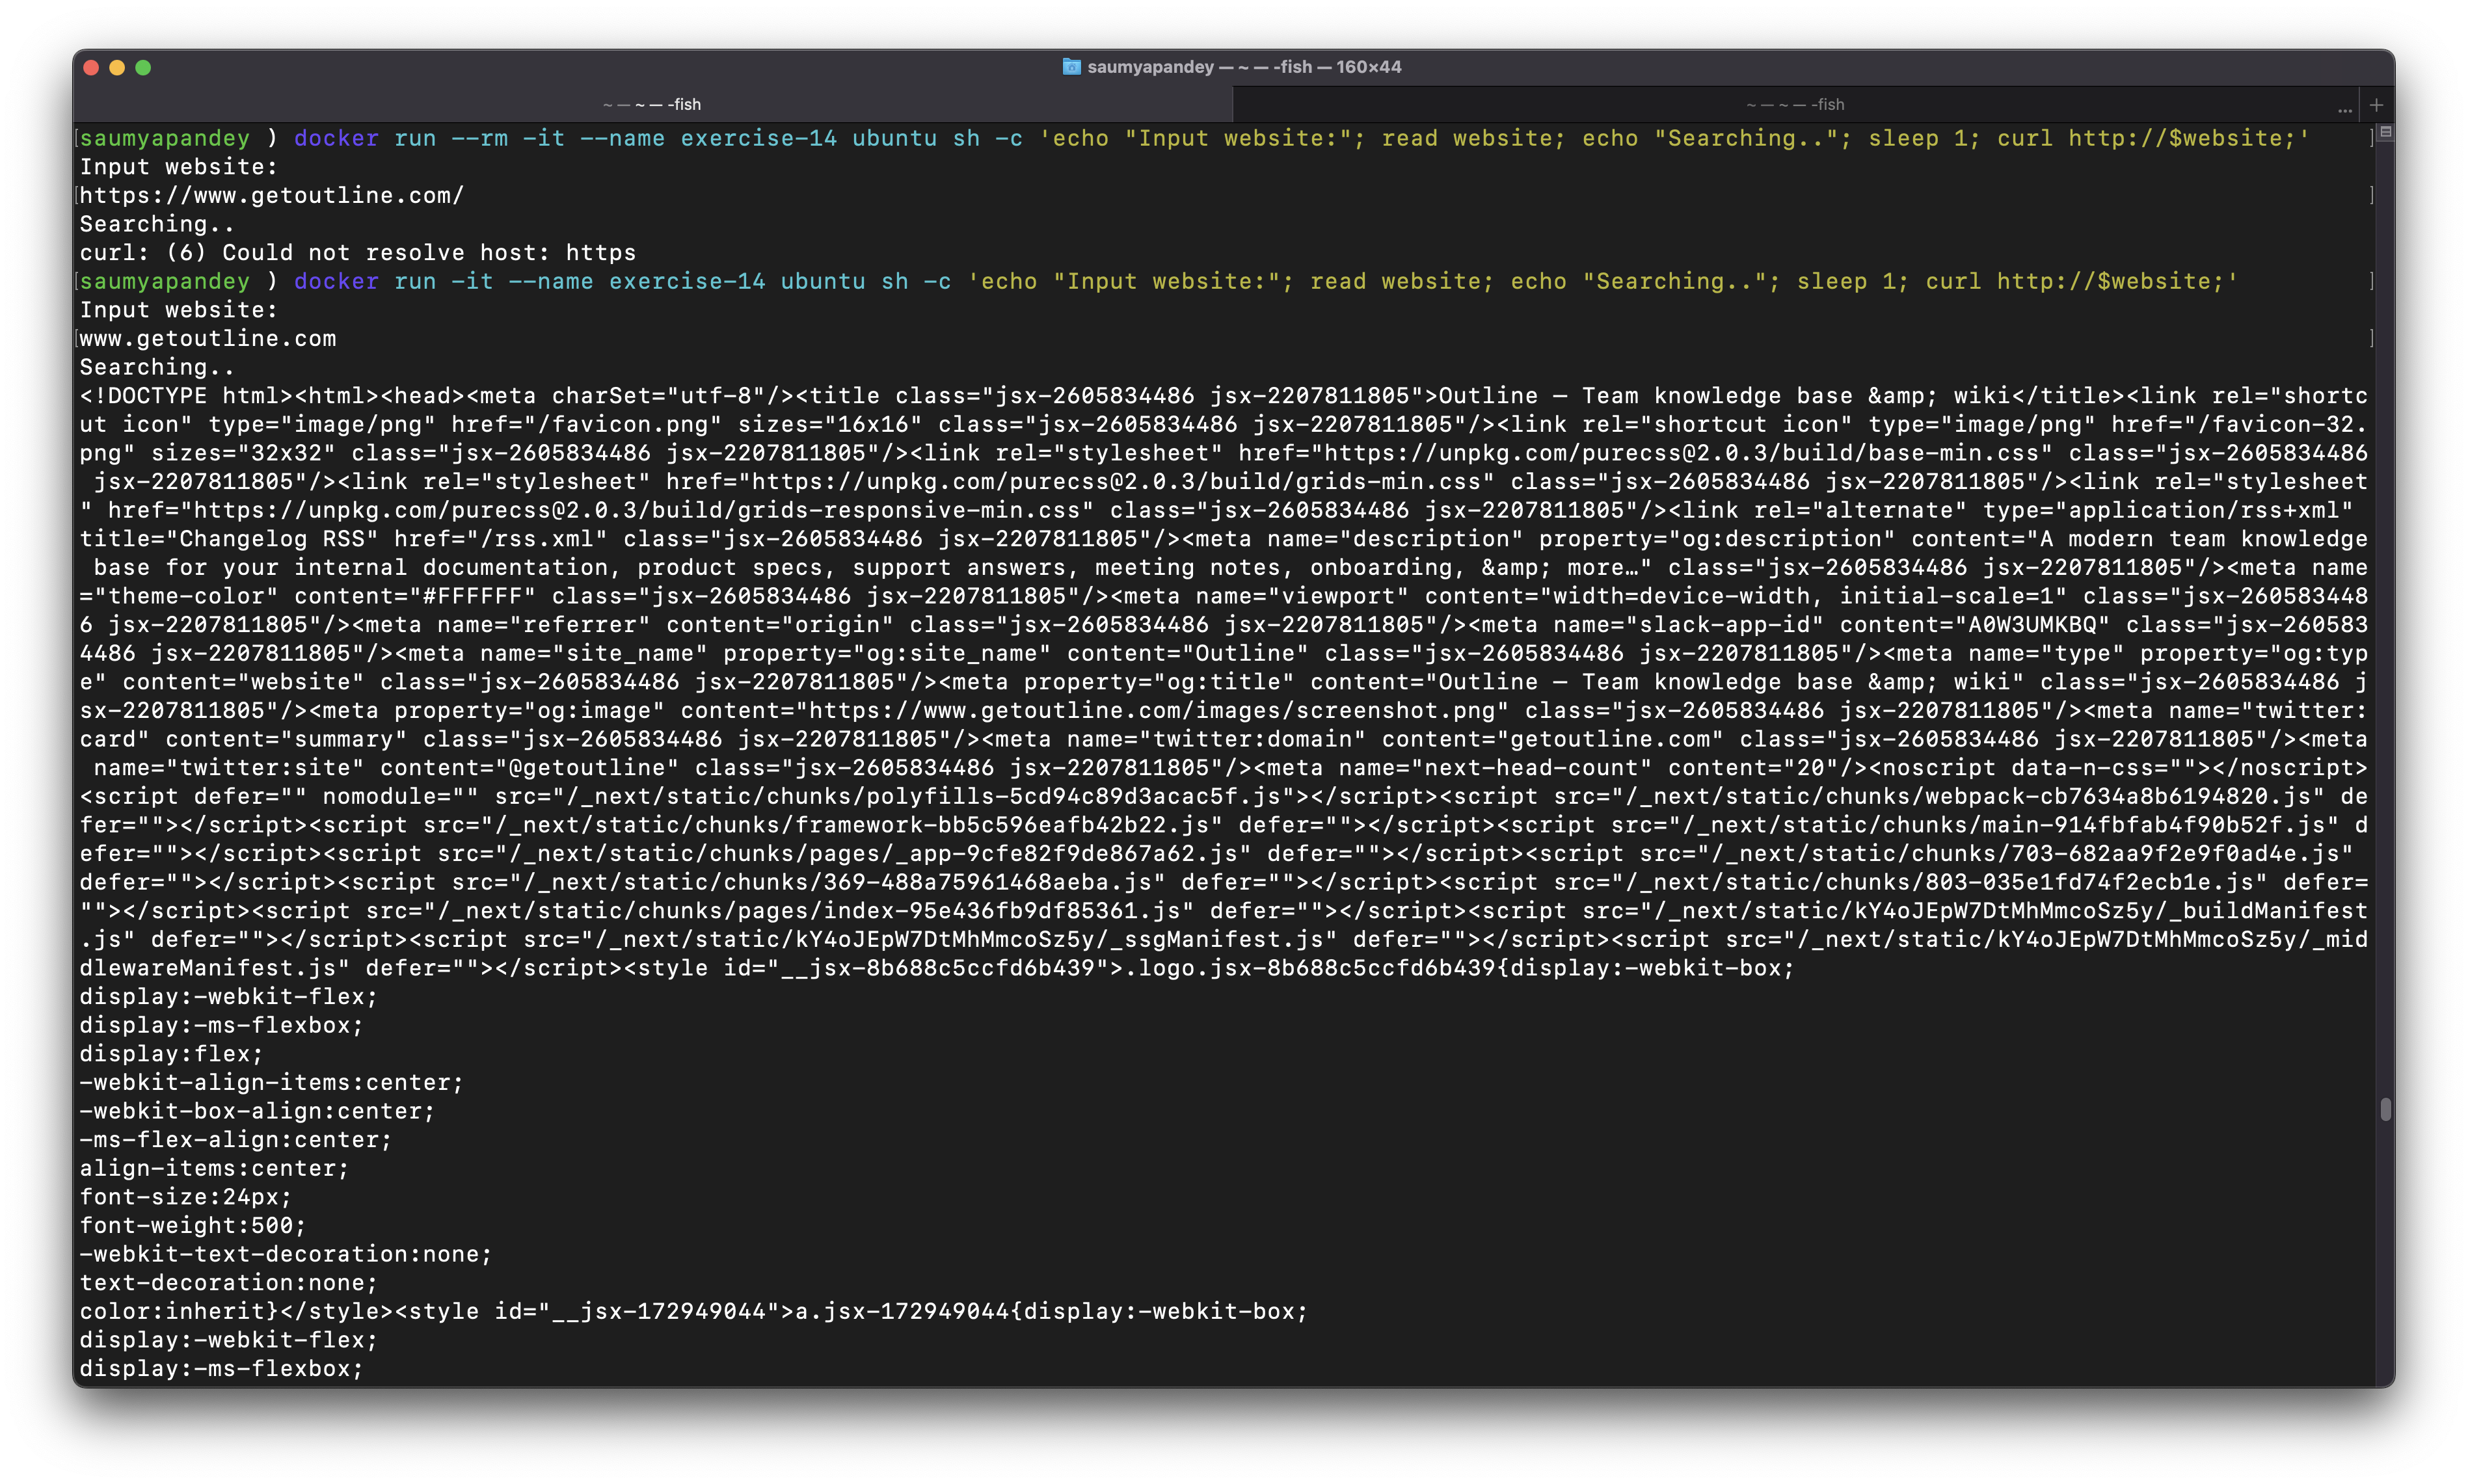 saumyapandey — ~ — -fish — 160×44
~ — ~ — -fish
~ — ~ — -fish
... +
saumyapandey ) docker run --rm -it --name exercise-14 ubuntu sh -c 'echo "Input website:"; read website; echo "Searching.."; sleep 1; curl http://$website;'
Input website:
https://www.getoutline.com/
Searching..
curl: (6) Could not resolve host: https
saumyapandey ) docker run -it --name exercise-14 ubuntu sh -c 'echo "Input website:"; read website; echo "Searching.."; sleep 1; curl http://$website;'
Input website:
www.getoutline.com
Searching..
<!DOCTYPE html><html><head><meta charSet="utf-8"/><title class="jsx-2605834486 jsx-2207811805">Outline – Team knowledge base &amp; wiki</title><link rel="shortc
ut icon" type="image/png" href="/favicon.png" sizes="16x16" class="jsx-2605834486 jsx-2207811805"/><link rel="shortcut icon" type="image/png" href="/favicon-32.
png" sizes="32x32" class="jsx-2605834486 jsx-2207811805"/><link rel="stylesheet" href="https://unpkg.com/purecss@2.0.3/build/base-min.css" class="jsx-2605834486
 jsx-2207811805"/><link rel="stylesheet" href="https://unpkg.com/purecss@2.0.3/build/grids-min.css" class="jsx-2605834486 jsx-2207811805"/><link rel="stylesheet
" href="https://unpkg.com/purecss@2.0.3/build/grids-responsive-min.css" class="jsx-2605834486 jsx-2207811805"/><link rel="alternate" type="application/rss+xml" 
title="Changelog RSS" href="/rss.xml" class="jsx-2605834486 jsx-2207811805"/><meta name="description" property="og:description" content="A modern team knowledge
 base for your internal documentation, product specs, support answers, meeting notes, onboarding, &amp; more…" class="jsx-2605834486 jsx-2207811805"/><meta name
="theme-color" content="#FFFFFF" class="jsx-2605834486 jsx-2207811805"/><meta name="viewport" content="width=device-width, initial-scale=1" class="jsx-260583448
6 jsx-2207811805"/><meta name="referrer" content="origin" class="jsx-2605834486 jsx-2207811805"/><meta name="slack-app-id" content="A0W3UMKBQ" class="jsx-260583
4486 jsx-2207811805"/><meta name="site_name" property="og:site_name" content="Outline" class="jsx-2605834486 jsx-2207811805"/><meta name="type" property="og:typ
e" content="website" class="jsx-2605834486 jsx-2207811805"/><meta property="og:title" content="Outline – Team knowledge base &amp; wiki" class="jsx-2605834486 j
sx-2207811805"/><meta property="og:image" content="https://www.getoutline.com/images/screenshot.png" class="jsx-2605834486 jsx-2207811805"/><meta name="twitter:
card" content="summary" class="jsx-2605834486 jsx-2207811805"/><meta name="twitter:domain" content="getoutline.com" class="jsx-2605834486 jsx-2207811805"/><meta
 name="twitter:site" content="@getoutline" class="jsx-2605834486 jsx-2207811805"/><meta name="next-head-count" content="20"/><noscript data-n-css=""></noscript>
<script defer="" nomodule="" src="/_next/static/chunks/polyfills-5cd94c89d3acac5f.js"></script><script src="/_next/static/chunks/webpack-cb7634a8b6194820.js" de
fer=""></script><script src="/_next/static/chunks/framework-bb5c596eafb42b22.js" defer=""></script><script src="/_next/static/chunks/main-914fbfab4f90b52f.js" d
efer=""></script><script src="/_next/static/chunks/pages/_app-9cfe82f9de867a62.js" defer=""></script><script src="/_next/static/chunks/703-682aa9f2e9f0ad4e.js" 
defer=""></script><script src="/_next/static/chunks/369-488a75961468aeba.js" defer=""></script><script src="/_next/static/chunks/803-035e1fd74f2ecb1e.js" defer=
""></script><script src="/_next/static/chunks/pages/index-95e436fb9df85361.js" defer=""></script><script src="/_next/static/kY4oJEpW7DtMhMmcoSz5y/_buildManifest
.js" defer=""></script><script src="/_next/static/kY4oJEpW7DtMhMmcoSz5y/_ssgManifest.js" defer=""></script><script src="/_next/static/kY4oJEpW7DtMhMmcoSz5y/_mid
dlewareManifest.js" defer=""></script><style id="__jsx-8b688c5ccfd6b439">.logo.jsx-8b688c5ccfd6b439{display:-webkit-box;
display:-webkit-flex;
display:-ms-flexbox;
display:flex;
-webkit-align-items:center;
-webkit-box-align:center;
-ms-flex-align:center;
align-items:center;
font-size:24px;
font-weight:500;
-webkit-text-decoration:none;
text-decoration:none;
color:inherit}</style><style id="__jsx-172949044">a.jsx-172949044{display:-webkit-box;
display:-webkit-flex;
display:-ms-flexbox;